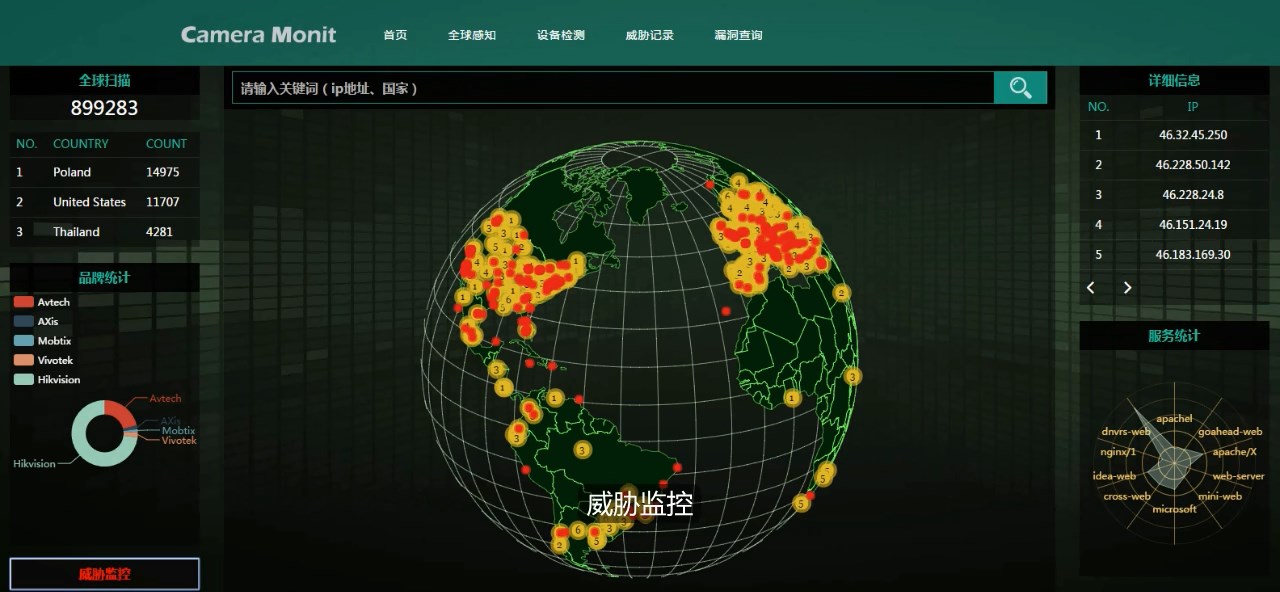 Camera Monit
首页 全球感知 设备检测 威胁记录 漏洞查询
全球扫描
899283
NO. COUNTRY COUNT
1 Poland 14975
2 United States 11707
3 Thailand 4281
品牌统计
Avtech
AXis
Mobtix
Vivotek
Hikvision
Avtech
AXis
Mobtix
Vivotek
Hikvision
威胁监控
请输入关键词(ip地址、国家)
威胁监控
详细信息
NO. IP
1 46.32.45.250
2 46.228.50.142
3 46.228.24.8
4 46.151.24.19
5 46.183.169.30
服务统计
apachel
dnvrs-web goahead-web
nginx/1 apache/X
idea-web web-server
cross-web mini-web
microsoft